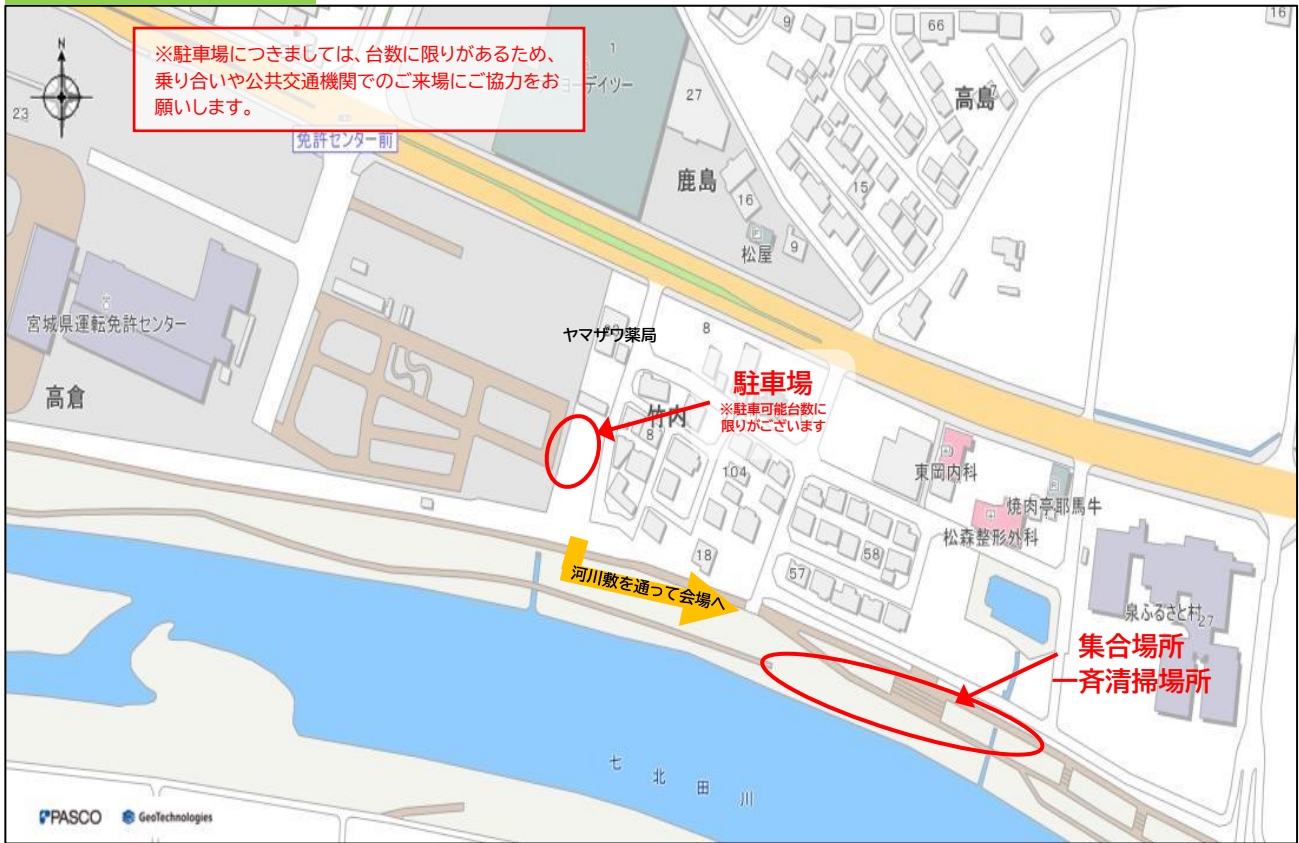 ※駐車場につきましては、台数に限りがあるため、
乗り合いや公共交通機関でのご来場にご協力をお
願いします。
N
23
1
ヨーデイツー
27
9
66
16
7
高島
免許センター前
鹿島
15
16
松屋
9
宮城県運転免許センター
ヤマザワ薬局
8
高倉
駐車場
※駐車可能台数に
限りがございます
竹内
8
104
東岡内科
焼肉亭耶馬牛
松森整形外科
18
58
57
河川敷を通って会場へ
泉ふるさと村
27
集合場所
一斉清掃場所
七北田川
PASCO
GeoTechnologies